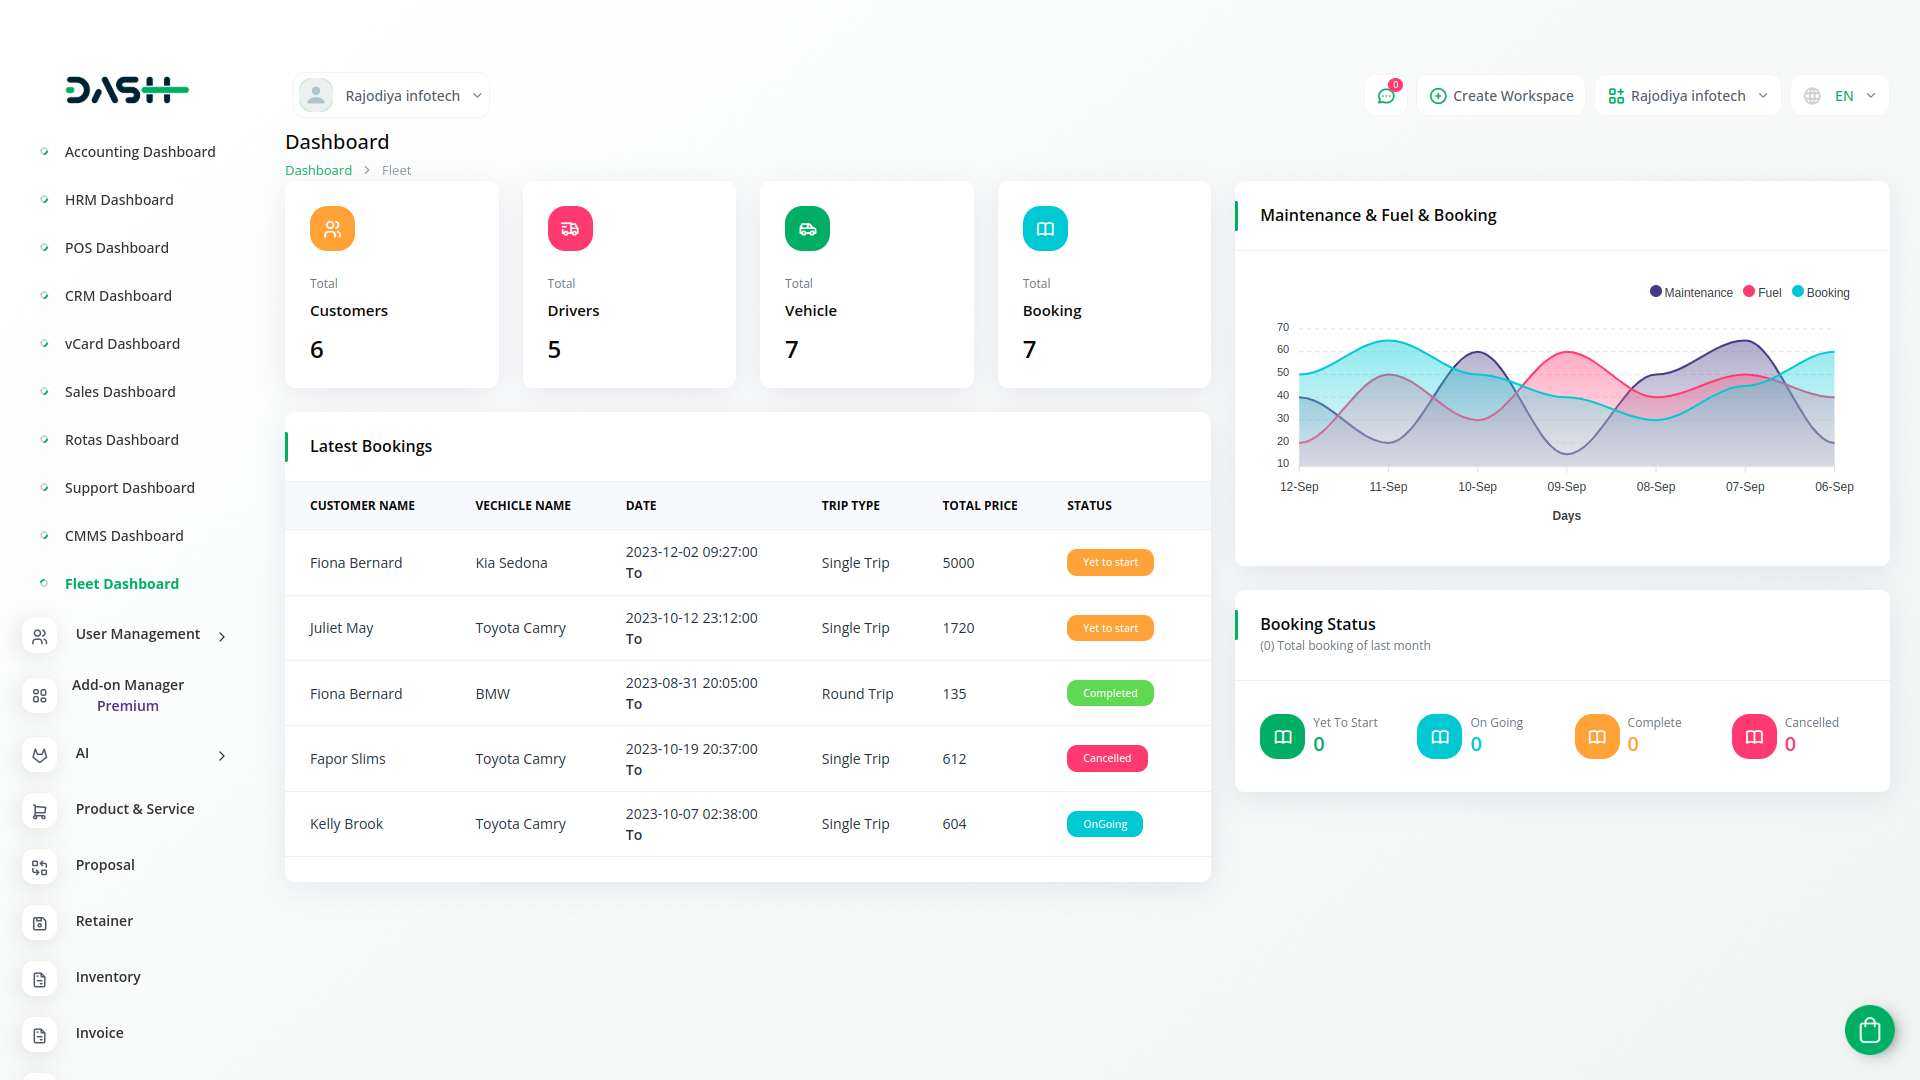 DASH
Rajodiya infotech
0
Create Workspace
Rajodiya infotech
EN
Accounting Dashboard
HRM Dashboard
POS Dashboard
CRM Dashboard
vCard Dashboard
Sales Dashboard
Rotas Dashboard
Support Dashboard
CMMS Dashboard
Fleet Dashboard
User Management
Add-on Manager
Premium
AI
Product & Service
Proposal
Retainer
Inventory
Invoice
Dashboard
Dashboard > Fleet
Total
Customers
6
Total
Drivers
5
Total
Vehicle
7
Total
Booking
7
Latest Bookings
CUSTOMER NAME VECHICLE NAME DATE TRIP TYPE TOTAL PRICE STATUS
Fiona Bernard Kia Sedona 2023-12-02 09:27:00 To Single Trip 5000 Yet to start
Juliet May Toyota Camry 2023-10-12 23:12:00 To Single Trip 1720 Yet to start
Fiona Bernard BMW 2023-08-31 20:05:00 To Round Trip 135 Completed
Fapor Slims Toyota Camry 2023-10-19 20:37:00 To Single Trip 612 Cancelled
Kelly Brook Toyota Camry 2023-10-07 02:38:00 To Single Trip 604 OnGoing
Maintenance & Fuel & Booking
Maintenance Fuel Booking
70
60
50
40
30
20
10
12-Sep 11-Sep 10-Sep 09-Sep 08-Sep 07-Sep 06-Sep
Days
Booking Status
(0) Total booking of last month
Yet To Start
0
On Going
0
Complete
0
Cancelled
0